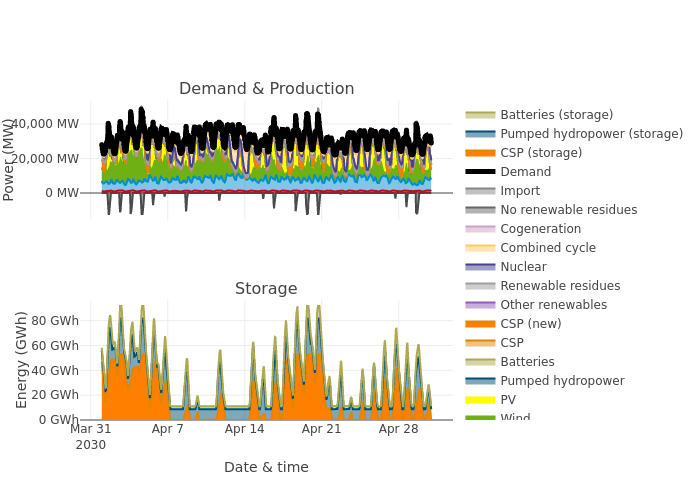 Demand & Production
Power (MW)
40,000 MW
20,000 MW
0 MW
Storage
Energy (GWh)
80 GWh
60 GWh
40 GWh
20 GWh
0 GWh
Mar 31
2030
Apr 7
Apr 14
Apr 21
Apr 28
Date & time
Batteries (storage)
Pumped hydropower (storage)
CSP (storage)
Demand
Import
No renewable residues
Cogeneration
Combined cycle
Nuclear
Renewable residues
Other renewables
CSP (new)
CSP
Batteries
Pumped hydropower
PV
Wind